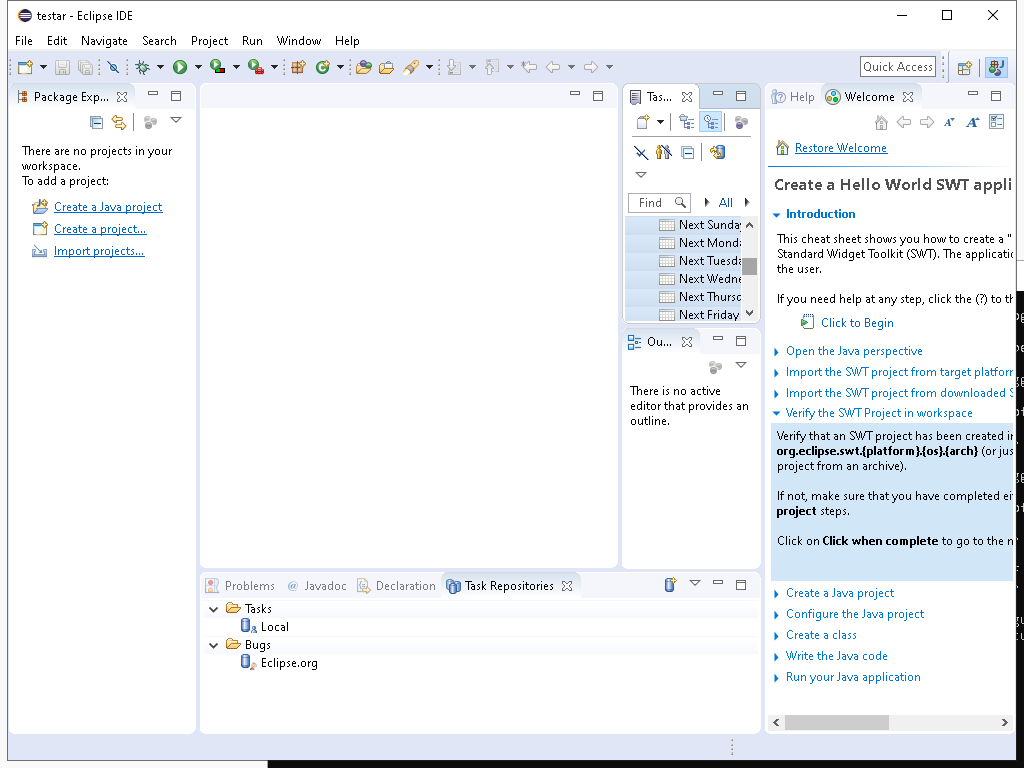 testar - Eclipse IDE
File Edit Navigate Search Project Run Window Help
Quick Access
Package Exp...
There are no projects in your
workspace.
To add a project:
Create a Java project
Create a project...
Import projects...
Tas...
Find
All
Next Sunday
Next Monda
Next Tuesda
Next Wedne
Next Thursd
Next Friday
Ou...
There is no active
editor that provides an
outline.
Problems @ Javadoc Declaration Task Repositories
Tasks
Local
Bugs
Eclipse.org
Help Welcome
Restore Welcome
Create a Hello World SWT appli
Introduction
This cheat sheet shows you how to create a "
Standard Widget Toolkit (SWT). The applicatio
the user.
If you need help at any step, click the (?) to th
Click to Begin
Open the Java perspective
Import the SWT project from target platform
Import the SWT project from downloaded S
Verify the SWT Project in workspace
Verify that an SWT project has been created in
org.eclipse.swt.{platform}.{os}.{arch} (or jus
project from an archive).
If not, make sure that you have completed ei
project steps.
Click on Click when complete to go to the n
Create a Java project
Configure the Java project
Create a class
Write the Java code
Run your Java application